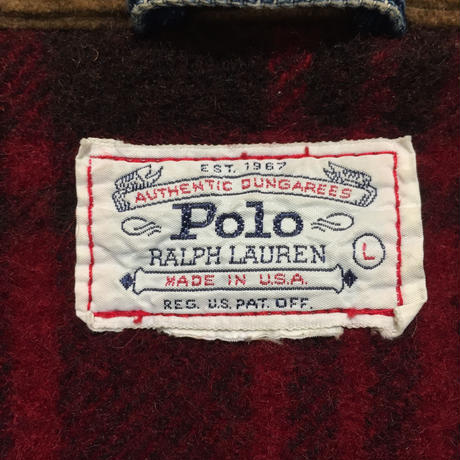 EST. 1967
AUTHENTIC DUNGAREES
Polo
RALPH LAUREN
L
MADE IN U.S.A.
REG. U.S. PAT. OFF.